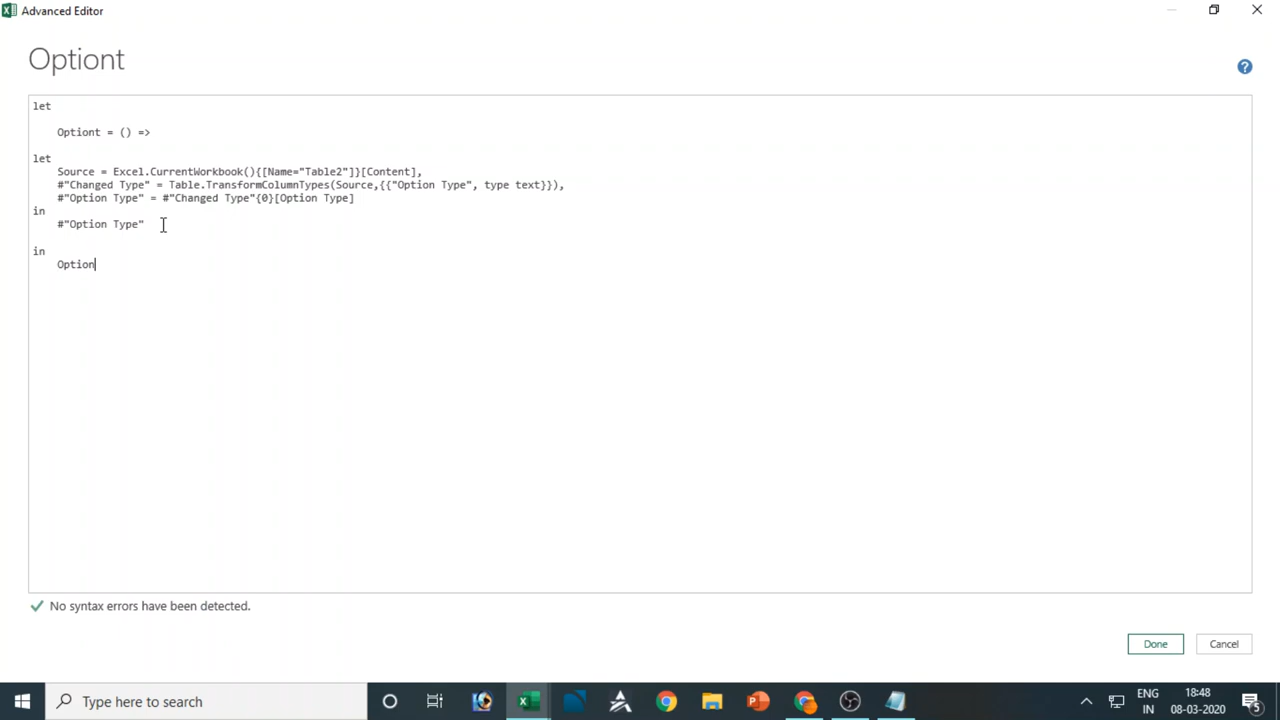 Advanced Editor
Optiont
?
let
Optiont = () =>
let
Source = Excel.CurrentWorkbook(){[Name="Table2"]}[Content],
#"Changed Type" = Table.TransformColumnTypes(Source,{{"Option Type", type text}}),
#"Option Type" = #"Changed Type"{0}[Option Type]
in
#"Option Type"
in
Option
No syntax errors have been detected.
Done
Cancel
Type here to search
ENG
IN
18:48
08-03-2020
5